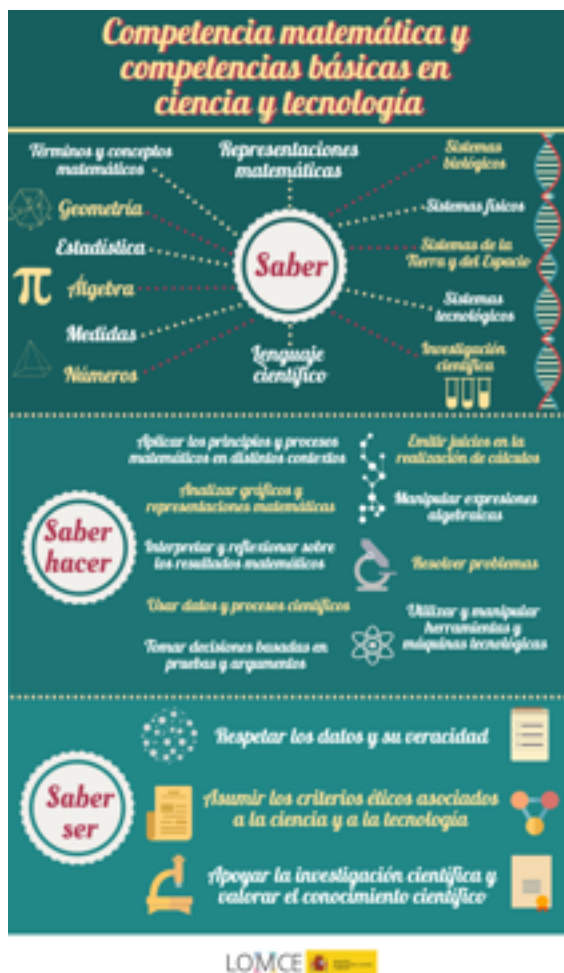 Competencia matemática y
competencias básicas en
ciencia y tecnología
Términos y conceptos
matemáticos
Representaciones
matemáticas
Sistemas
biológicos
Geometría
Sistemas físicos
Estadística
Saber
Sistemas de la
Tierra y del Espacio
π
Álgebra
Sistemas
tecnológicos
Medidas
Lenguaje
científico
Investigación
científica
Números
Saber
hacer
Aplicar los principios y procesos
matemáticos en distintos contextos
Emitir juicios en la
realización de cálculos
Analizar gráficos y
representaciones matemáticas
Manipular expresiones
algebraicas
Interpretar y reflexionar sobre
los resultados matemáticos
Resolver problemas
Usar datos y procesos científicos
Utilizar y manipular
herramientas y
máquinas tecnológicas
Tomar decisiones basadas en
pruebas y argumentos
Saber
ser
Respetar los datos y su veracidad
Asumir los criterios éticos asociados
a la ciencia y a la tecnología
Apoyar la investigación científica y
valorar el conocimiento científico
LOMCE